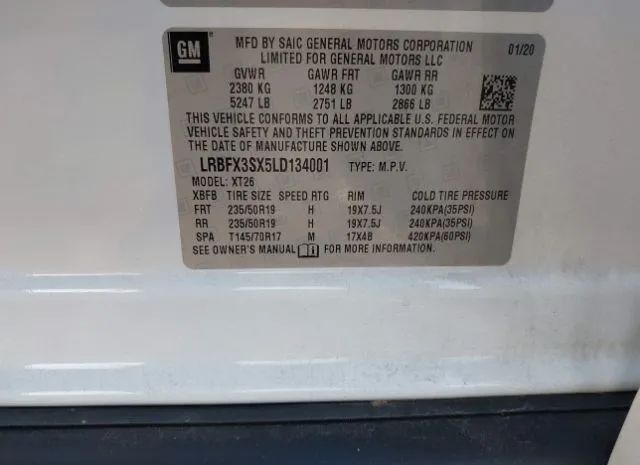 GM
MFD BY SAIC GENERAL MOTORS CORPORATION 01/20
LIMITED FOR GENERAL MOTORS LLC
GVWR GAWR FRT GAWR RR
2380 KG 1248 KG 1300 KG
5247 LB 2751 LB 2866 LB
THIS VEHICLE CONFORMS TO ALL APPLICABLE U.S. FEDERAL MOTOR
VEHICLE SAFETY AND THEFT PREVENTION STANDARDS IN EFFECT ON
THE DATE OF MANUFACTURE SHOWN ABOVE.
LRBFX3SX5LD134001 TYPE: M.P.V.
MODEL: XT26
XBFB TIRE SIZE SPEED RTG RIM COLD TIRE PRESSURE
FRT 235/50R19 H 19X7.5J 240KPA(35PSI)
RR 235/50R19 H 19X7.5J 240KPA(35PSI)
SPA T145/70R17 M 17X4B 420KPA(60PSI)
SEE OWNER'S MANUAL FOR MORE INFORMATION.